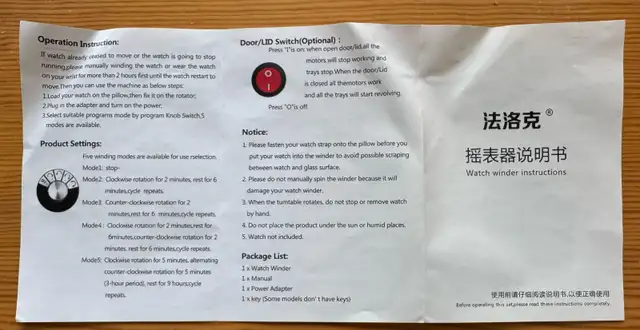 Operation Instruction:
If watch already ceased to move or the watch is going to stop
running,please manually winding the watch or wear the watch
on your wrist for more than 2 hours first until the watch restart to
move.Then you can use the machine as below steps:
1.Load your watch on the pillow,then fix it on the rotator;
2.Plug in the adapter and turn on the power,
3.Select suitable programs mode by program Knob Switch,5
modes are available.
Product Settings:
Five winding modes are available for use reselection.
Mode1: stop-
Mode2: Clockwise rotation for 2 minutes, rest for 6
minutes,cycle repeats.
Mode3: Counter-clockwise rotation for 2
minutes,rest for 6 minutes,cycle repeats.
Mode4: Clockwise rotation for 2 minutes,rest for
6minutes,counter-clockwise rotation for 2
minutes, rest for 6 minutes,cycle repeats.
Mode5: Clockwise rotation for 5 minutes, alternating
counter-clockwise rotation for 5 minutes
(3-hour period), rest for 9 hours,cycle
repeats.
Door/LID Switch(Optional) :
Press "I"is on: when open door/lid,all the
motors will stop working and
trays stop.When the door/Lid
is closed all themotors work
and all the trays will start revolving.
Press "O"is off.
Notice:
1. Please fasten your watch strap onto the pillow before you
put your watch into the winder to avoid possible scraping
between watch and glass surface.
2. Please do not manually spin the winder because it will
damage your watch winder.
3. When the turntable rotates, do not stop or remove watch
by hand.
4. Do not place the product under the sun or humid places.
5. Watch not included.
Package List:
1 x Watch Winder
1 x Manual
1 x Power Adapter
1 x key (Some models don' t have keys)
法洛克®
摇表器说明书
Watch winder instructions
使用前请仔细阅读说明书,以便正确使用
Before operating this set,please read these instructions completely.